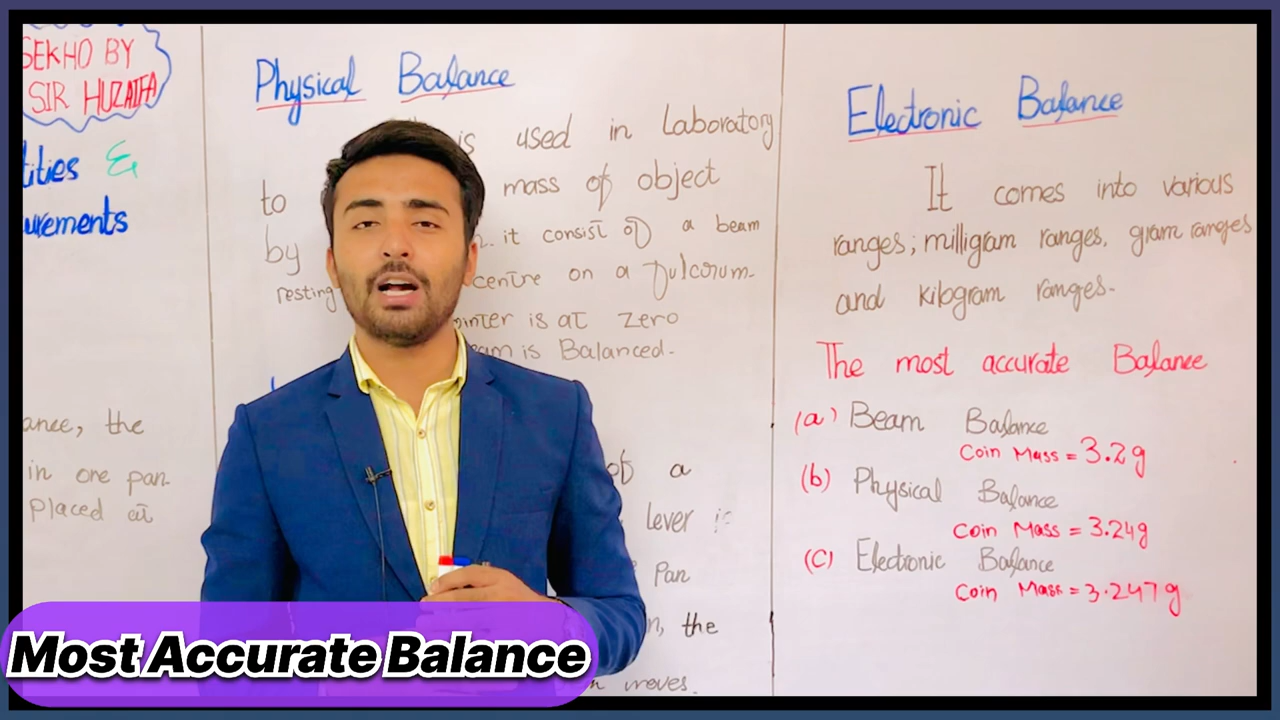 SEKHO BY
SIR HUZAIFA
tities &
urements
ance, the
in one pan.
placed at
Physical Balance
is used in Laboratory
to mass of object
by it consist of a beam
resting centre on a fulcrum.
ointer is at zero
eam is Balanced.
of a
lever is
Pan
the
moves.
Electronic Balance
It comes into various
ranges; milligram ranges, gram ranges
and kilogram ranges.
The most accurate Balance
(a) Beam Balance
Coin Mass = 3.2g
(b) Physical Balance
Coin Mass = 3.24g
(c) Electronic Balance
Coin Mass = 3.247g
Most Accurate Balance